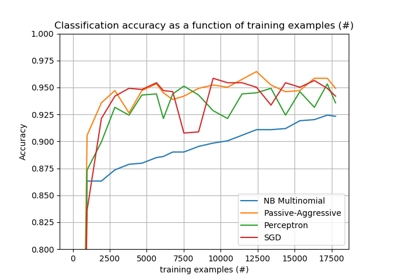 Classification accuracy as a function of training examples (#)
1.000
0.975
0.950
0.925
0.900
0.875
0.850
0.825
0.800
Accuracy
NB Multinomial
Passive-Aggressive
Perceptron
SGD
0 2500 5000 7500 10000 12500 15000 17500
training examples (#)